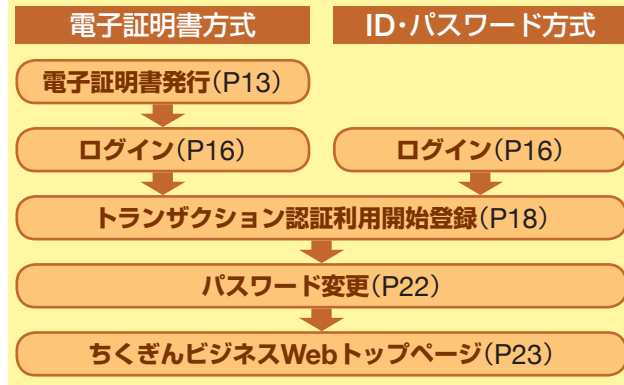 電子証明書方式
ID・パスワード方式
電子証明書発行(P13)
ログイン(P16)
ログイン(P16)
トランザクション認証利用開始登録(P18)
パスワード変更(P22)
ちくぎんビジネスWebトップページ(P23)